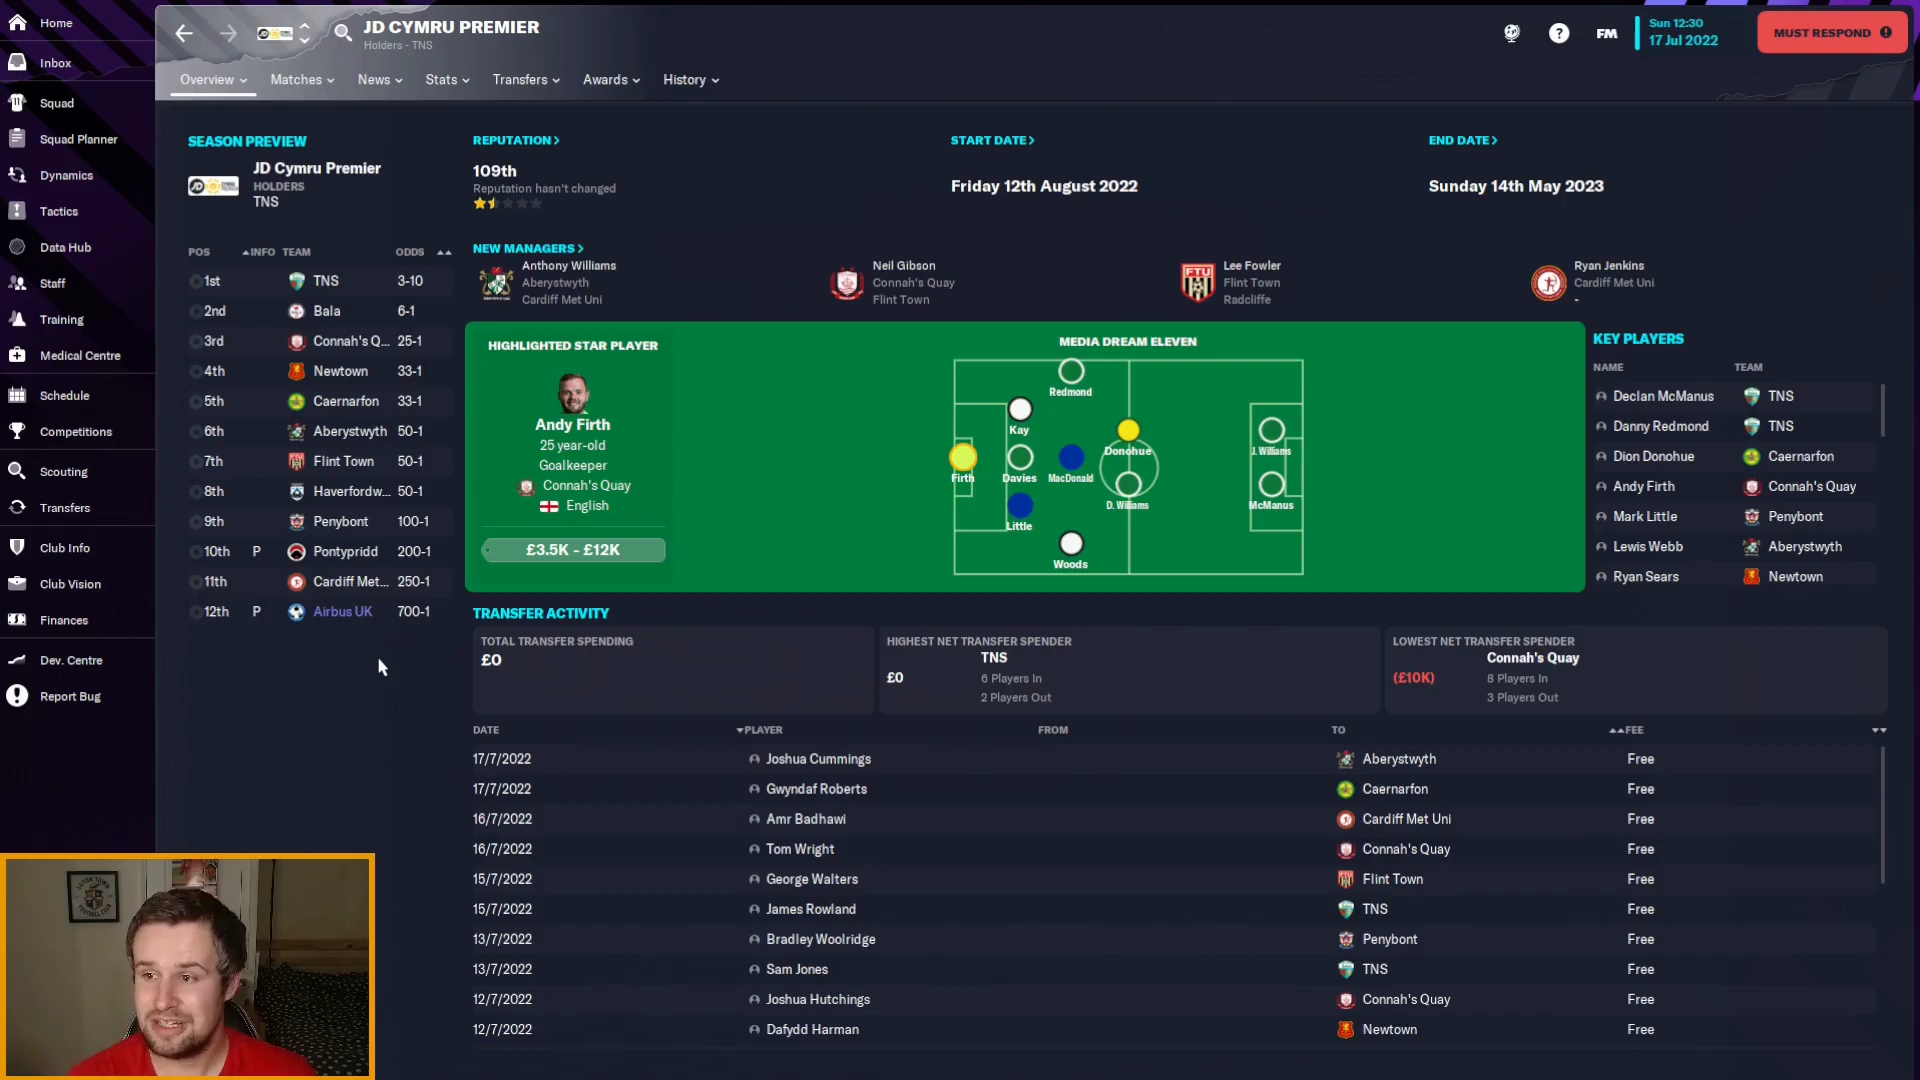 Home
Inbox
Squad
Squad Planner
Dynamics
Tactics
Data Hub
Staff
Training
Medical Centre
Schedule
Competitions
Scouting
Transfers
Club Info
Club Vision
Finances
Dev. Centre
Report Bug
JD CYMRU PREMIER
Holders - TNS
FM
Sun 12:30
17 Jul 2022
MUST RESPOND
Overview Matches News Stats Transfers Awards History
SEASON PREVIEW
JD Cymru Premier
HOLDERS
TNS
POS INFO TEAM ODDS
1st TNS 3-10
2nd Bala 6-1
3rd Connah's Q... 25-1
4th Newtown 33-1
5th Caernarfon 33-1
6th Aberystwyth 50-1
7th Flint Town 50-1
8th Haverfordw... 50-1
9th Penybont 100-1
10th P Pontypridd 200-1
11th Cardiff Met... 250-1
12th P Airbus UK 700-1
REPUTATION>
109th
Reputation hasn't changed
START DATE>
Friday 12th August 2022
END DATE>
Sunday 14th May 2023
NEW MANAGERS >
Anthony Williams
Aberystwyth
Cardiff Met Uni
Neil Gibson
Connah's Quay
Flint Town
FTU
Lee Fowler
Flint Town
Radcliffe
Ryan Jenkins
Cardiff Met Uni
-
HIGHLIGHTED STAR PLAYER
Andy Firth
25 year-old
Goalkeeper
Connah's Quay
English
£3.5K - £12K
MEDIA DREAM ELEVEN
Redmond
Kay
Donohue
J. Williams
Firth
Davies
MacDonald
D. Williams
McManus
Little
Woods
KEY PLAYERS
NAME TEAM
Declan McManus TNS
Danny Redmond TNS
Dion Donohue Caernarfon
Andy Firth Connah's Quay
Mark Little Penybont
Lewis Webb Aberystwyth
Ryan Sears Newtown
TRANSFER ACTIVITY
TOTAL TRANSFER SPENDING
£0
HIGHEST NET TRANSFER SPENDER
TNS
£0
6 Players In
2 Players Out
LOWEST NET TRANSFER SPENDER
Connah's Quay
(£10K)
8 Players In
3 Players Out
DATE PLAYER FROM TO FEE
17/7/2022 Joshua Cummings Aberystwyth Free
17/7/2022 Gwyndaf Roberts Caernarfon Free
16/7/2022 Amr Badhawi Cardiff Met Uni Free
16/7/2022 Tom Wright Connah's Quay Free
15/7/2022 George Walters Flint Town Free
15/7/2022 James Rowland TNS Free
13/7/2022 Bradley Woolridge Penybont Free
13/7/2022 Sam Jones TNS Free
12/7/2022 Joshua Hutchings Connah's Quay Free
12/7/2022 Dafydd Harman Newtown Free